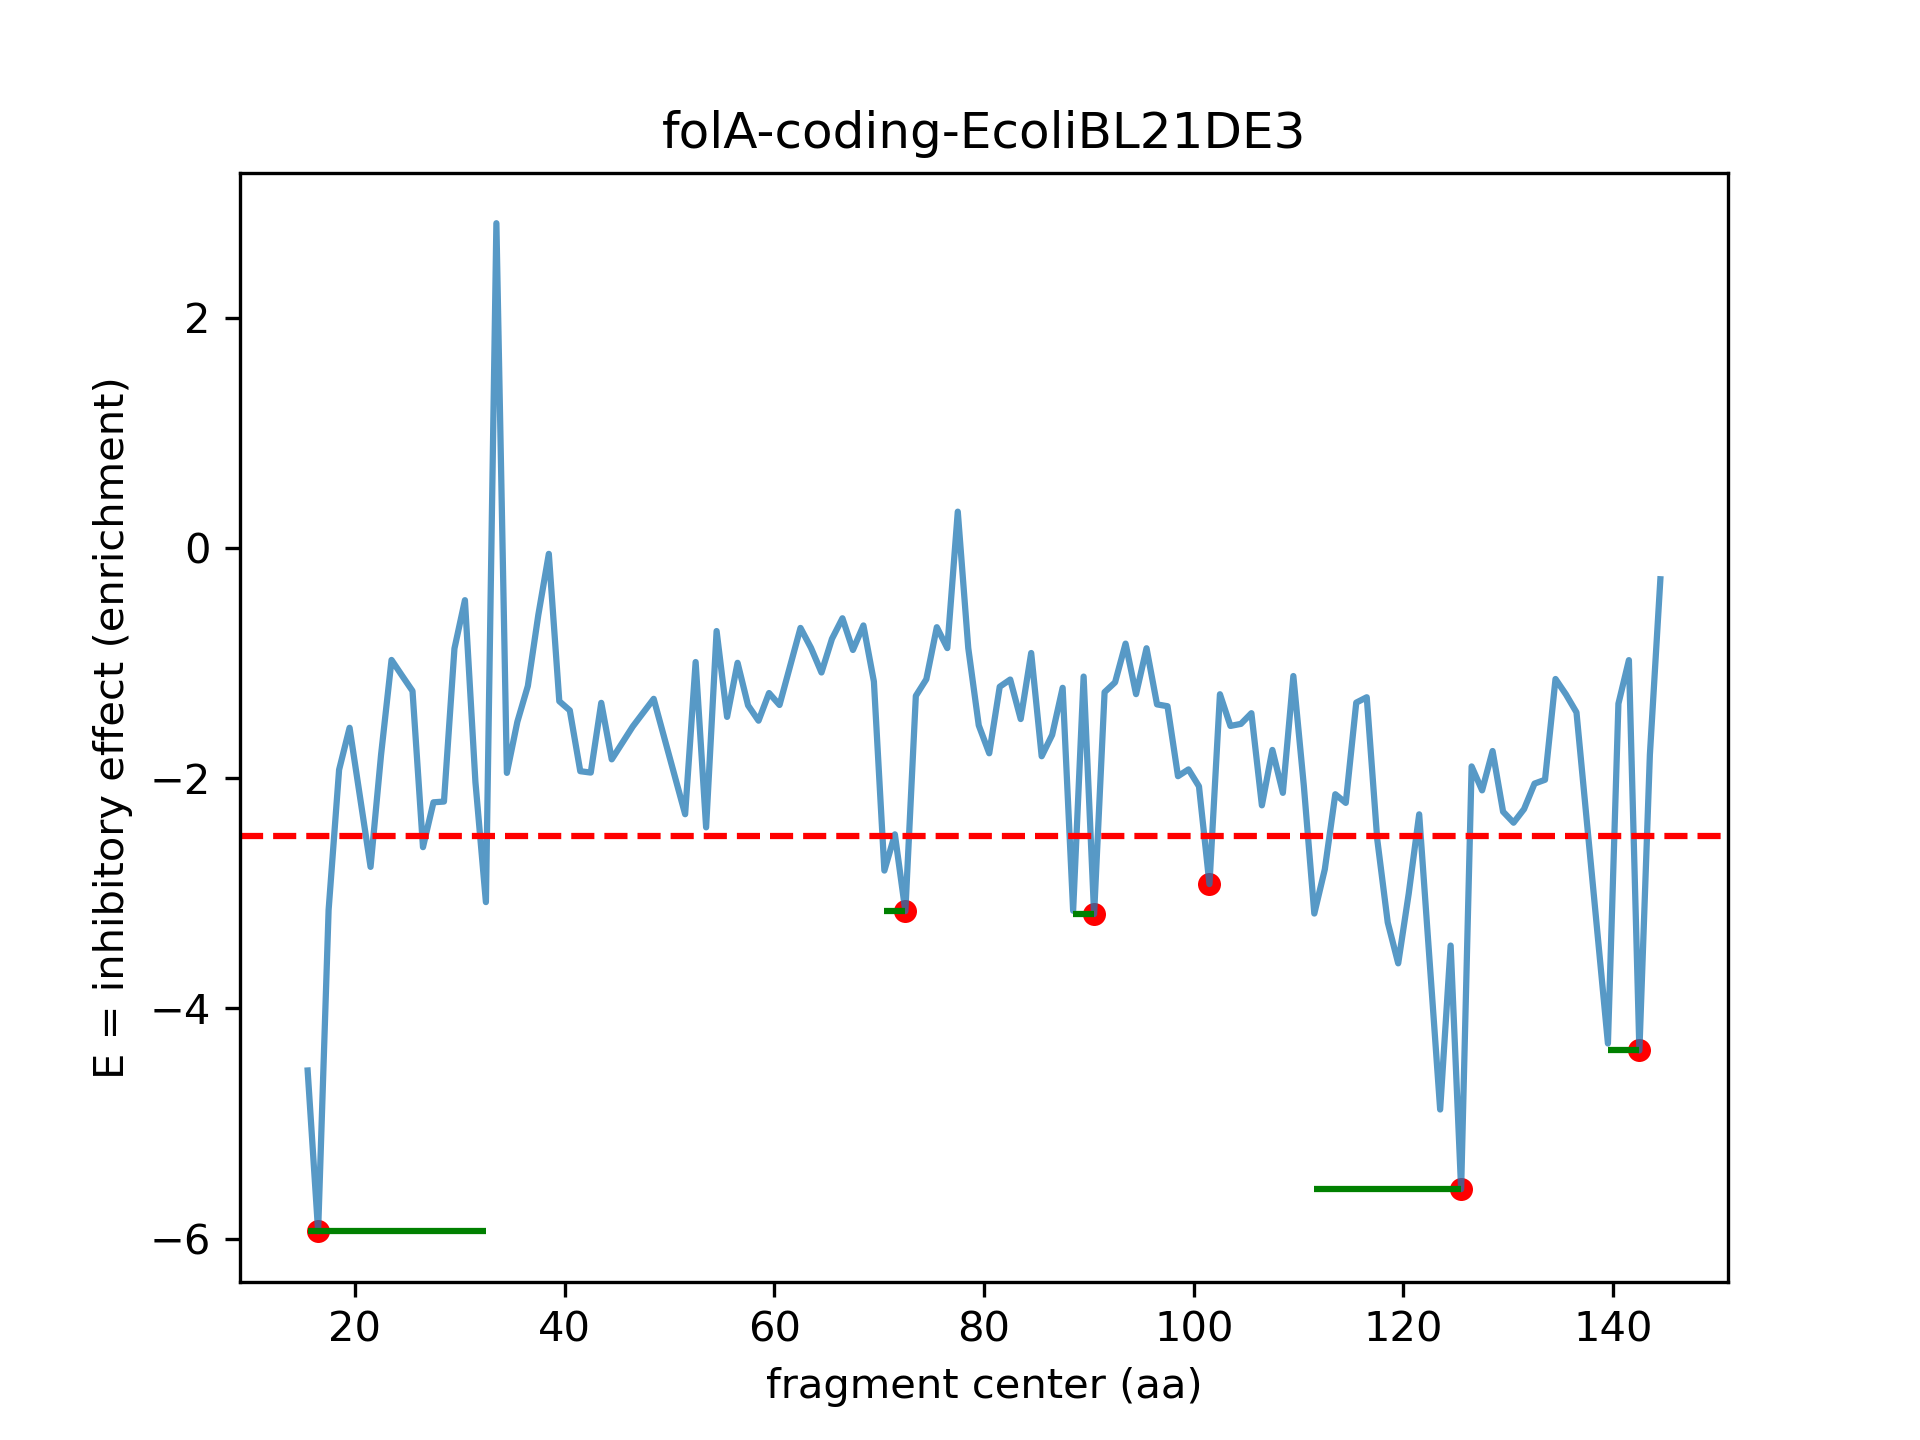 folA-coding-EcoliBL21DE3
E = inhibitory effect (enrichment)
2
0
−2
−4
−6
20 40 60 80 100 120 140
fragment center (aa)